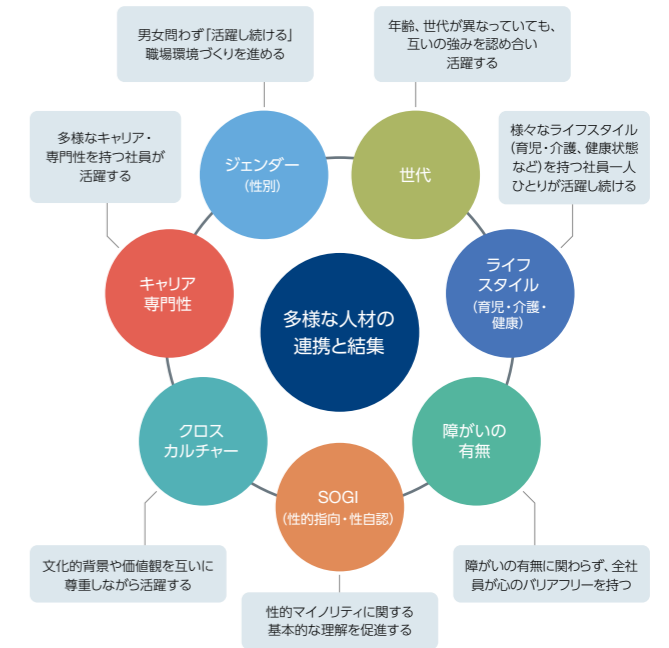 男女問わず「活躍し続ける」
職場環境づくりを進める
年齢、世代が異なっていても、
互いの強みを認め合い
活躍する
多様なキャリア・
専門性を持つ社員が
活躍する
様々なライフスタイル
(育児・介護、健康状態
など)を持つ社員一人
ひとりが活躍し続ける
ジェンダー
(性別)
世代
キャリア
専門性
ライフ
スタイル
(育児・介護・
健康)
多様な人材の
連携と結集
クロス
カルチャー
障がいの
有無
SOGI
(性的指向・性自認)
文化的背景や価値観を互いに
尊重しながら活躍する
障がいの有無に関わらず、全社
員が心のバリアフリーを持つ
性的マイノリティに関する
基本的な理解を促進する